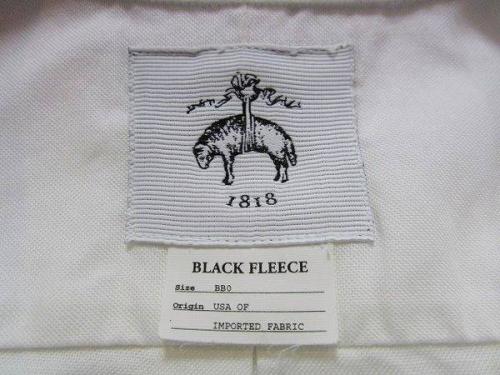 1818
BLACK FLEECE
Size BB0
Origin USA OF
IMPORTED FABRIC